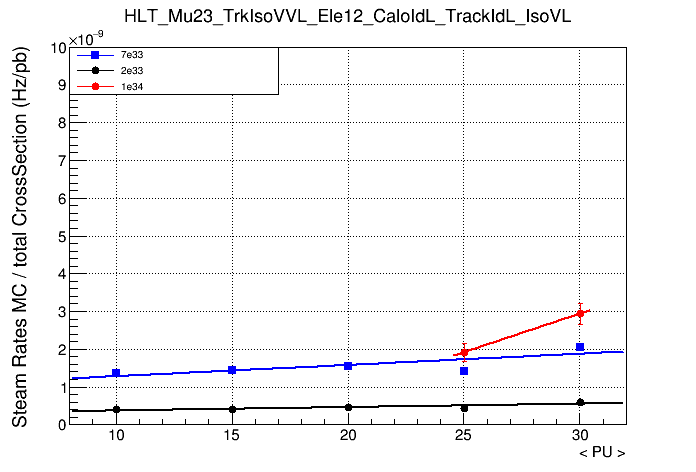 HLT_Mu23_TrkIsoVVL_Ele12_CaloIdL_TrackIdL_IsoVL
×10⁻⁹
Steam Rates MC / total CrossSection (Hz/pb)
10
9
8
7
6
5
4
3
2
1
0
7e33
2e33
1e34
10 15 20 25 30
< PU >